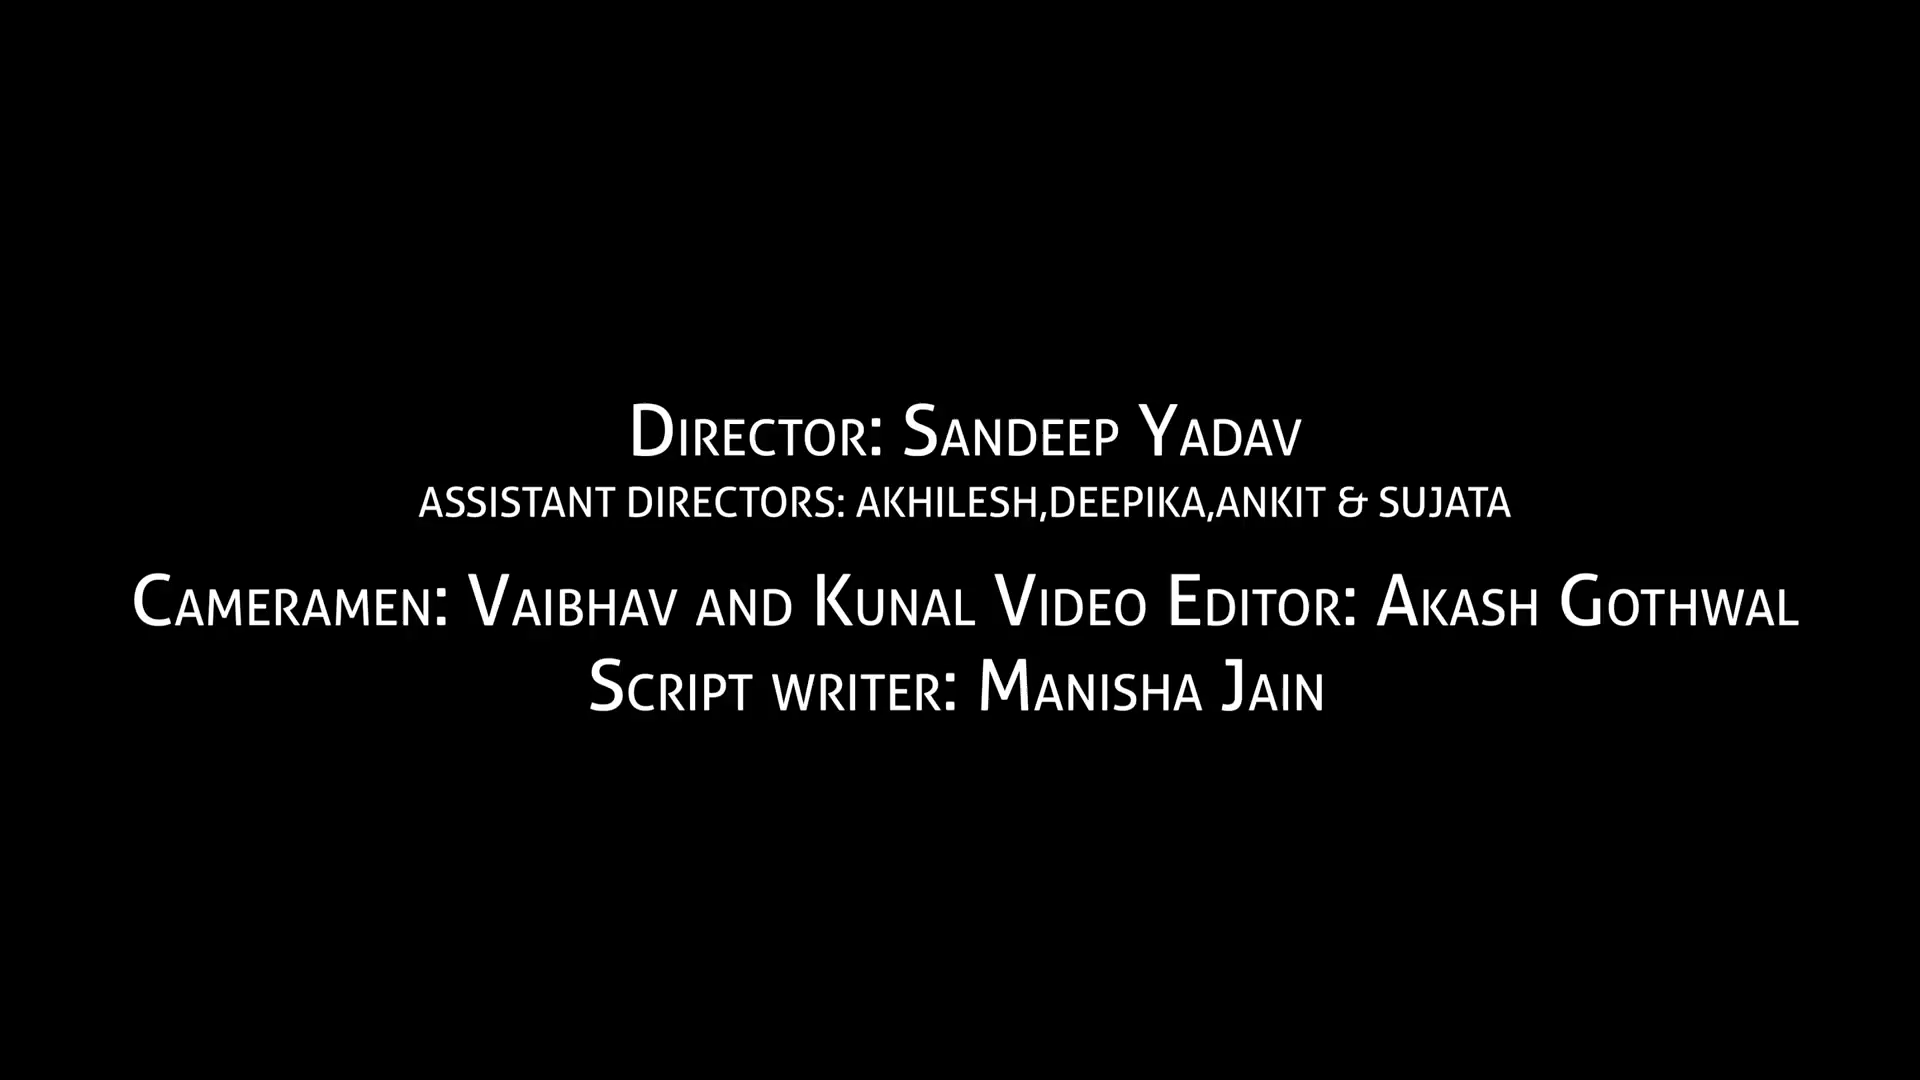 Director: Sandeep Yadav
ASSISTANT DIRECTORS: AKHILESH,DEEPIKA,ANKIT & SUJATA
Cameramen: Vaibhav and Kunal Video Editor: Akash Gothwal
Script writer: Manisha Jain